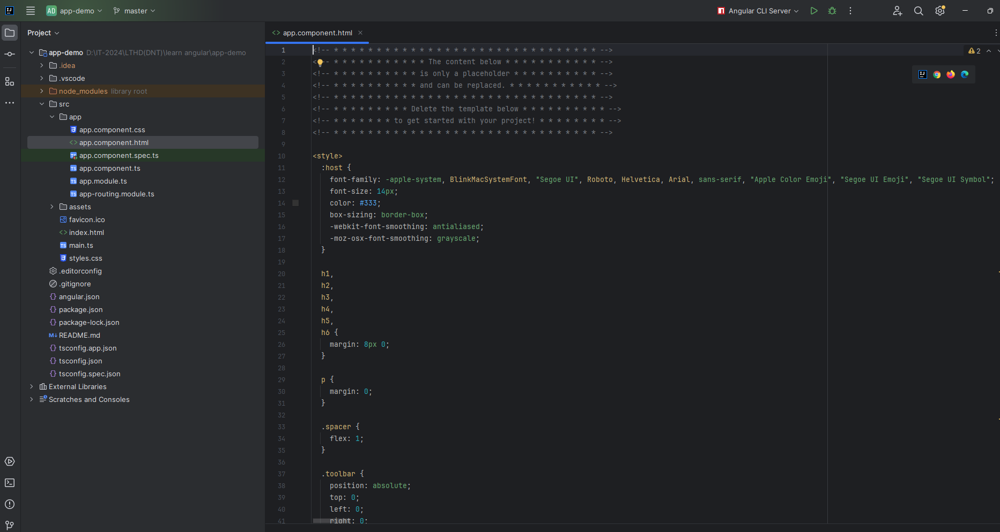 IJ
AD app-demo
master
Angular CLI Server
Project
app-demo D:\IT-2024\LTHD(DNT)\learn angular\app-demo
.idea
.vscode
node_modules library root
src
app
app.component.css
app.component.html
app.component.spec.ts
TS app.component.ts
TS app.module.ts
TS app-routing.module.ts
assets
favicon.ico
<> index.html
TS main.ts
styles.css
.editorconfig
.gitignore
{} angular.json
{} package.json
{} package-lock.json
M↓ README.md
{} tsconfig.app.json
{} tsconfig.json
{} tsconfig.spec.json
External Libraries
Scratches and Consoles
<> app.component.html ×
2
1 <!-- * * * * * * * * * * * * * * * * * * * * * * * * * * * * * * * -->
2 <!-- * * * * * * * * * * * The content below * * * * * * * * * * * -->
3 <!-- * * * * * * * * * * is only a placeholder * * * * * * * * * * -->
4 <!-- * * * * * * * * * * and can be replaced. * * * * * * * * * * * -->
5 <!-- * * * * * * * * * * * * * * * * * * * * * * * * * * * * * * * -->
6 <!-- * * * * * * * * * Delete the template below * * * * * * * * * * -->
7 <!-- * * * * * * * to get started with your project! * * * * * * * * -->
8 <!-- * * * * * * * * * * * * * * * * * * * * * * * * * * * * * * * -->
9
10 <style>
11 :host {
12 font-family: -apple-system, BlinkMacSystemFont, "Segoe UI", Roboto, Helvetica, Arial, sans-serif, "Apple Color Emoji", "Segoe UI Emoji", "Segoe UI Symbol";
13 font-size: 14px;
14 color: #333;
15 box-sizing: border-box;
16 -webkit-font-smoothing: antialiased;
17 -moz-osx-font-smoothing: grayscale;
18 }
19
20 h1,
21 h2,
22 h3,
23 h4,
24 h5,
25 h6 {
26 margin: 8px 0;
27 }
28
29 p {
30 margin: 0;
31 }
32
33 .spacer {
34 flex: 1;
35 }
36
37 .toolbar {
38 position: absolute;
39 top: 0;
40 left: 0;
41 right: 0;